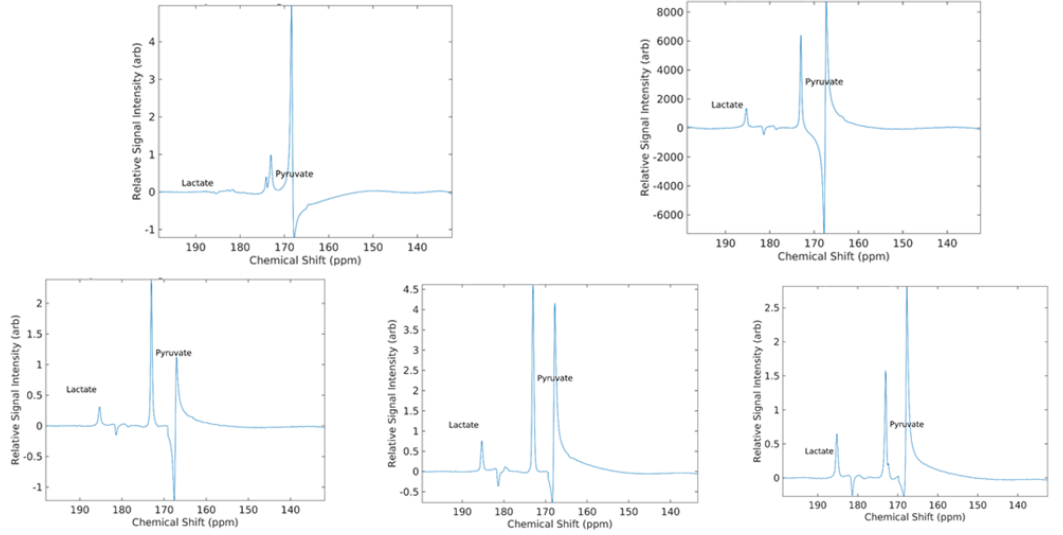 Relative Signal Intensity (arb)
4
3
2
1
0
-1
Lactate
Pyruvate
190 180 170 160 150 140
Chemical Shift (ppm)
Relative Signal Intensity (arb)
8000
6000
4000
2000
0
-2000
-4000
-6000
Lactate
Pyruvate
190 180 170 160 150 140
Chemical Shift (ppm)
Relative Signal Intensity (arb)
2
1.5
1
0.5
0
-0.5
-1
Pyruvate
Lactate
190 180 170 160 150 140
Chemical Shift (ppm)
Relative Signal Intensity (arb)
4.5
4
3.5
3
2.5
2
1.5
1
0.5
0
-0.5
Pyruvate
Lactate
190 180 170 160 150 140
Chemical Shift (ppm)
Relative Signal Intensity (arb)
2.5
2
1.5
1
0.5
0
Pyruvate
Lactate
190 180 170 160 150 140
Chemical Shift (ppm)